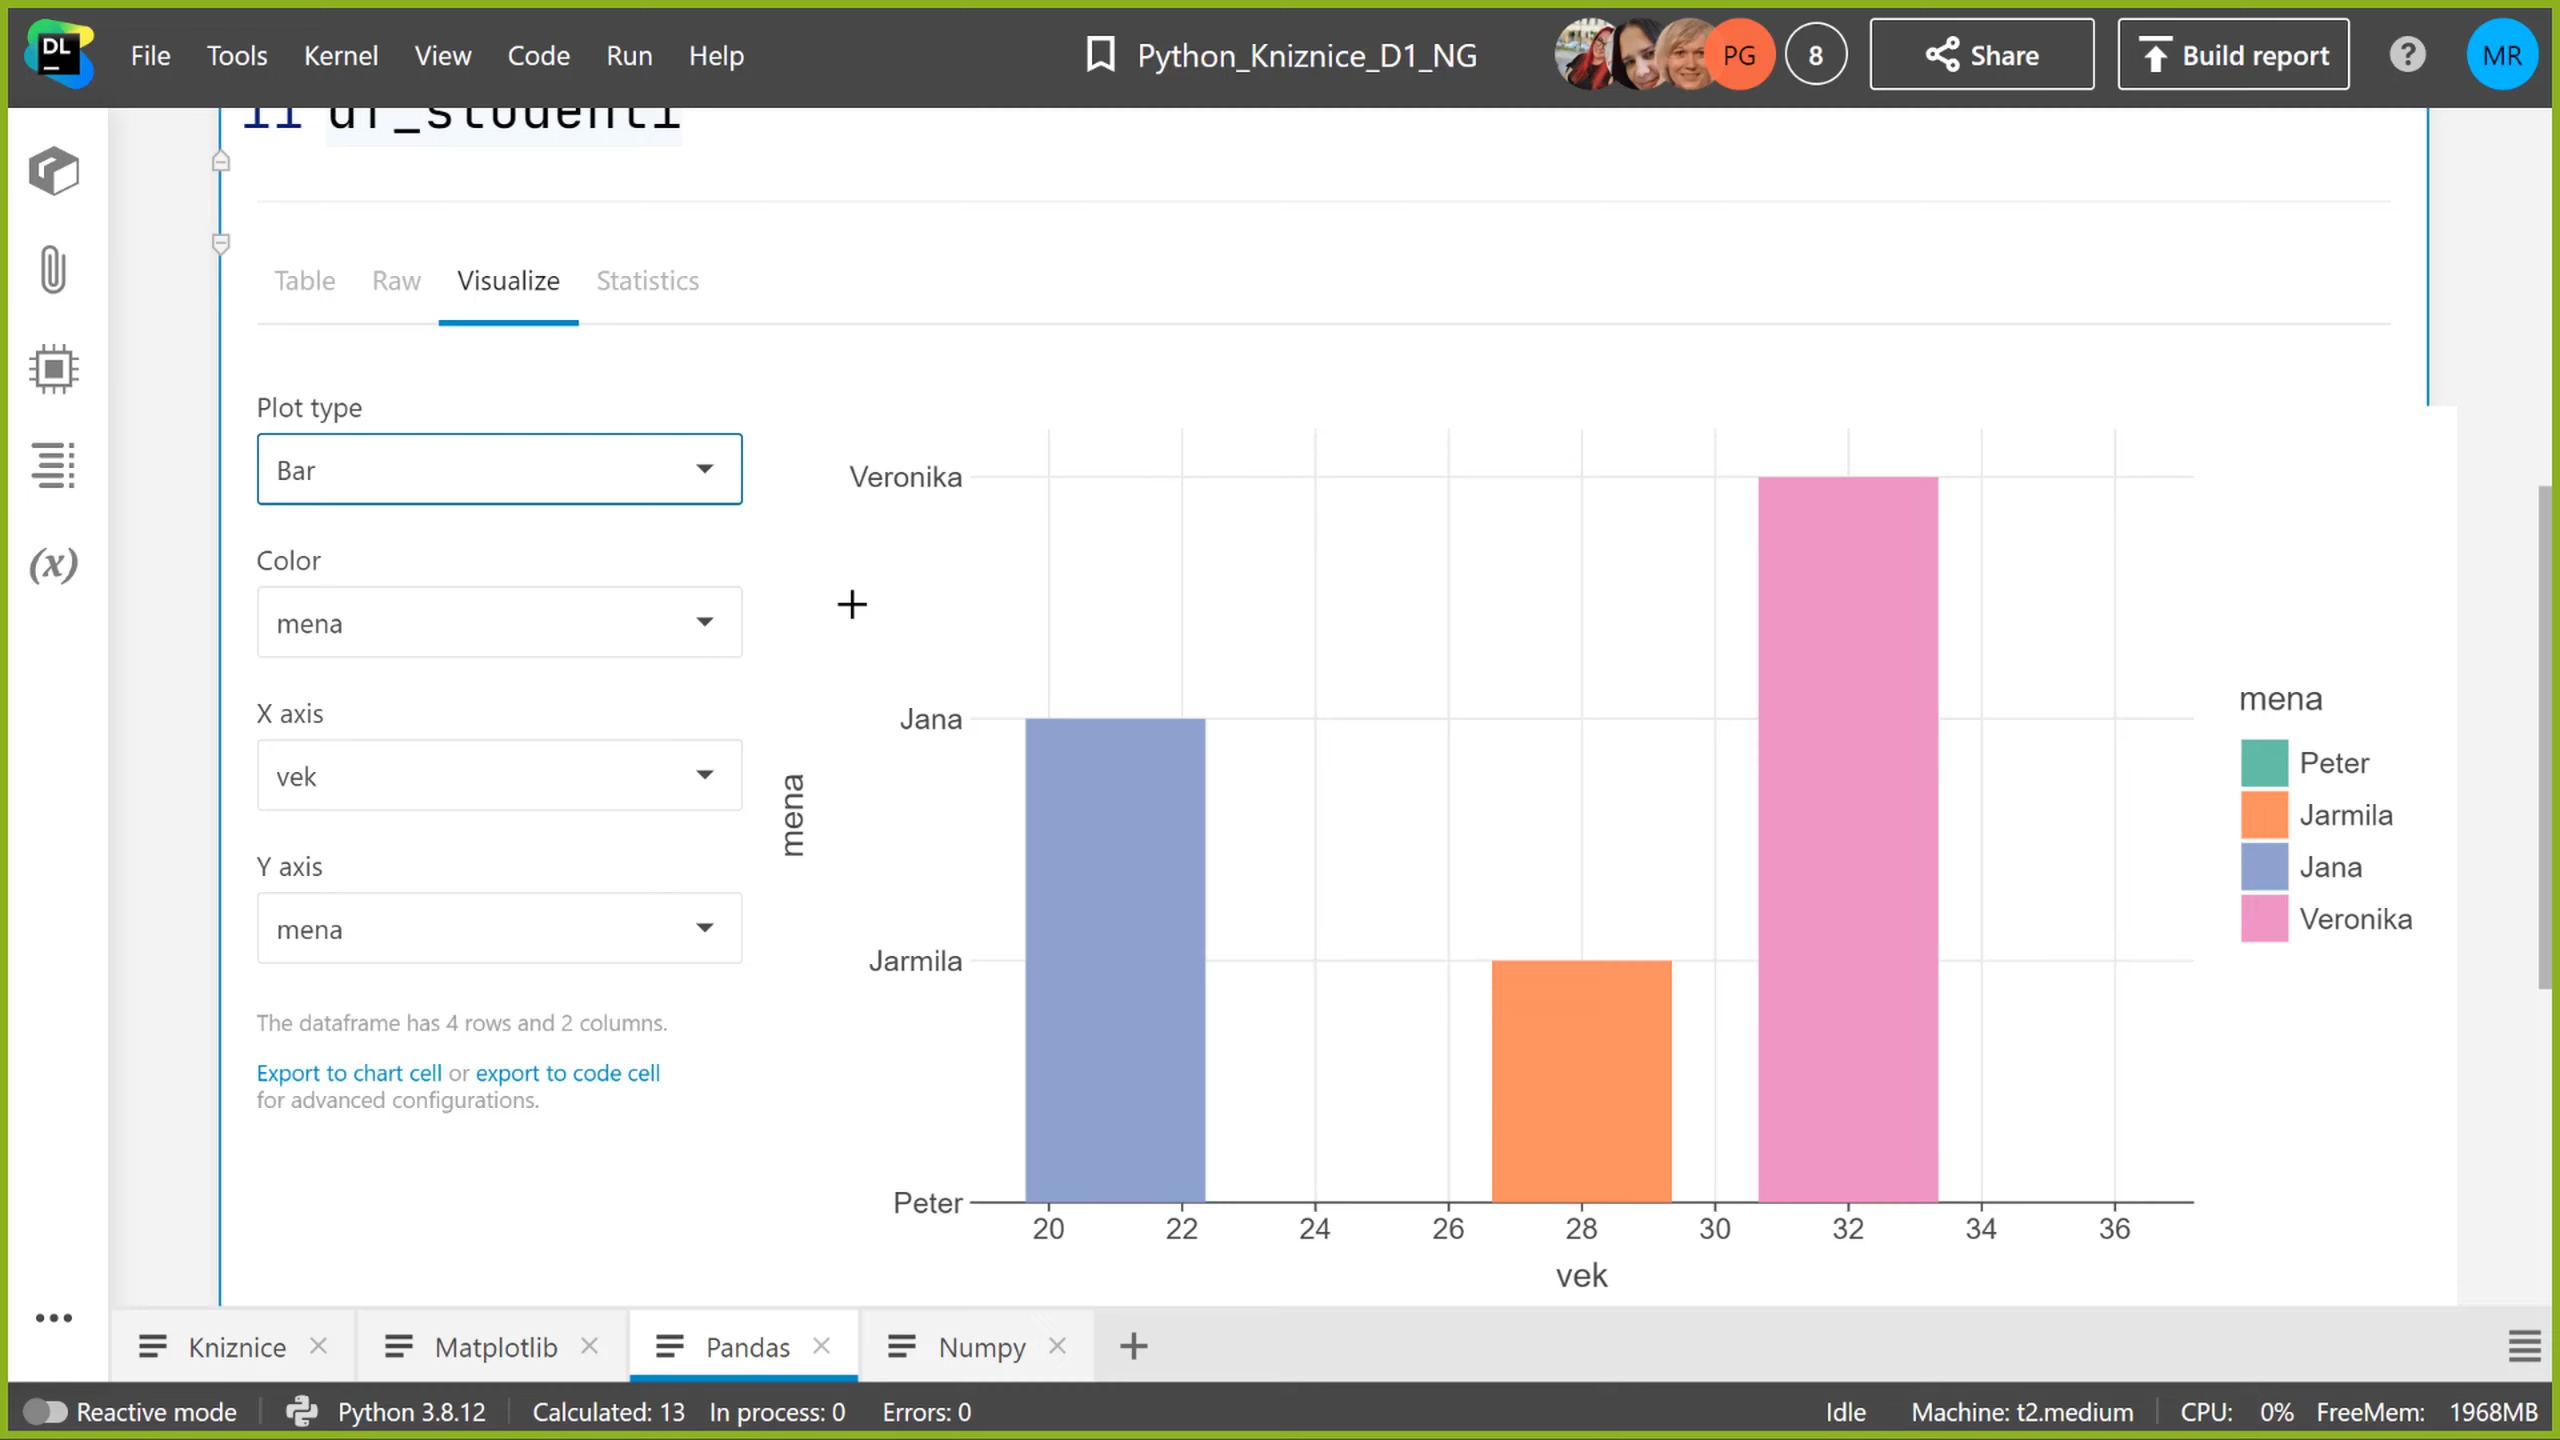 DL
File Tools Kernel View Code Run Help
Python_Kniznice_D1_NG
PG
8
Share
Build report
?
MR
11 df_studenti
Table Raw Visualize Statistics
Plot type
Bar
Color
mena
X axis
vek
Y axis
mena
The dataframe has 4 rows and 2 columns.
Export to chart cell or export to code cell
for advanced configurations.
(x)
Veronika
Jana
Jarmila
Peter
mena
20 22 24 26 28 30 32 34 36
vek
mena
Peter
Jarmila
Jana
Veronika
Kniznice Matplotlib Pandas Numpy
Reactive mode Python 3.8.12 Calculated: 13 In process: 0 Errors: 0 Idle Machine: t2.medium CPU: 0% FreeMem: 1968MB